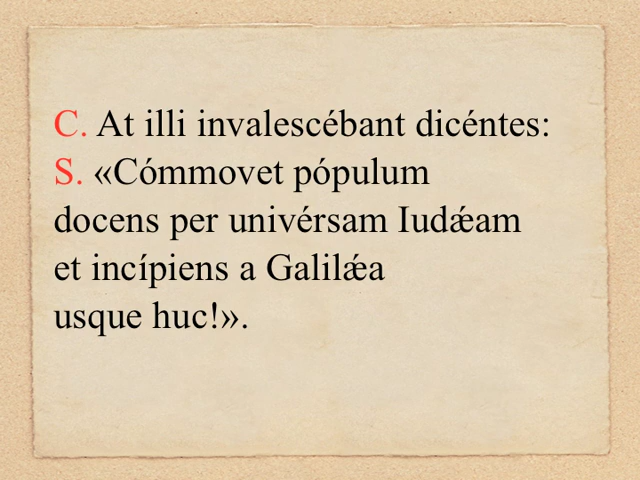 C. At illi invalescébant dicéntes:
S. «Cómmovet pópulum
docens per univérsam Iudǽam
et incípiens a Galilǽa
usque huc!».